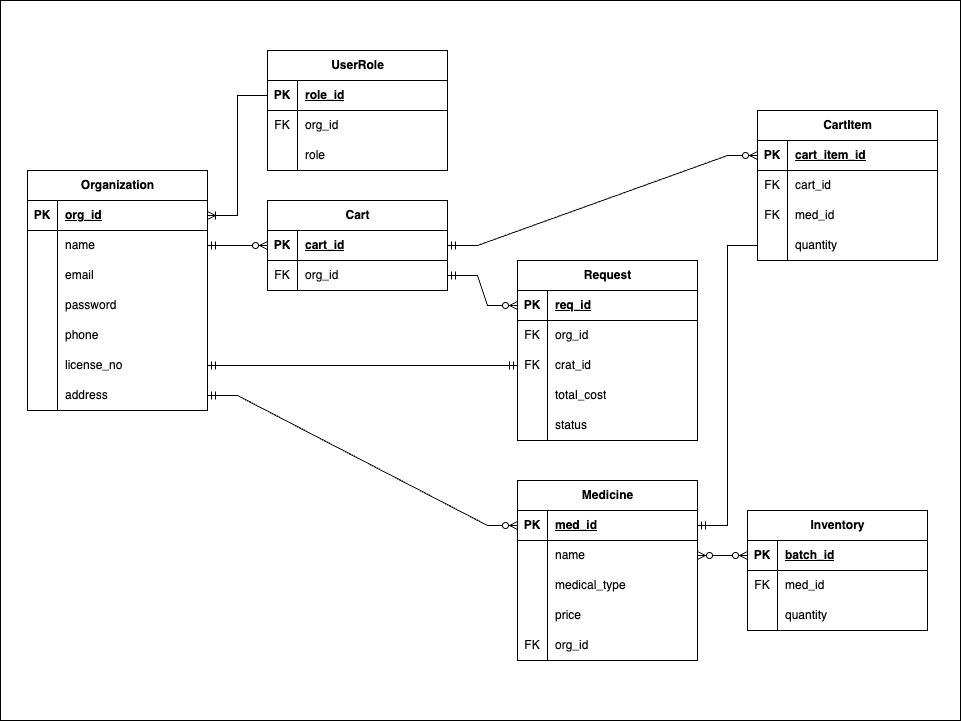 UserRole
PK role_id
FK org_id
role
CartItem
PK cart_item_id
FK cart_id
FK med_id
quantity
Organization
PK org_id
name
email
password
phone
license_no
address
Cart
PK cart_id
FK org_id
Request
PK req_id
FK org_id
FK crat_id
total_cost
status
Medicine
PK med_id
name
medical_type
price
FK org_id
Inventory
PK batch_id
FK med_id
quantity